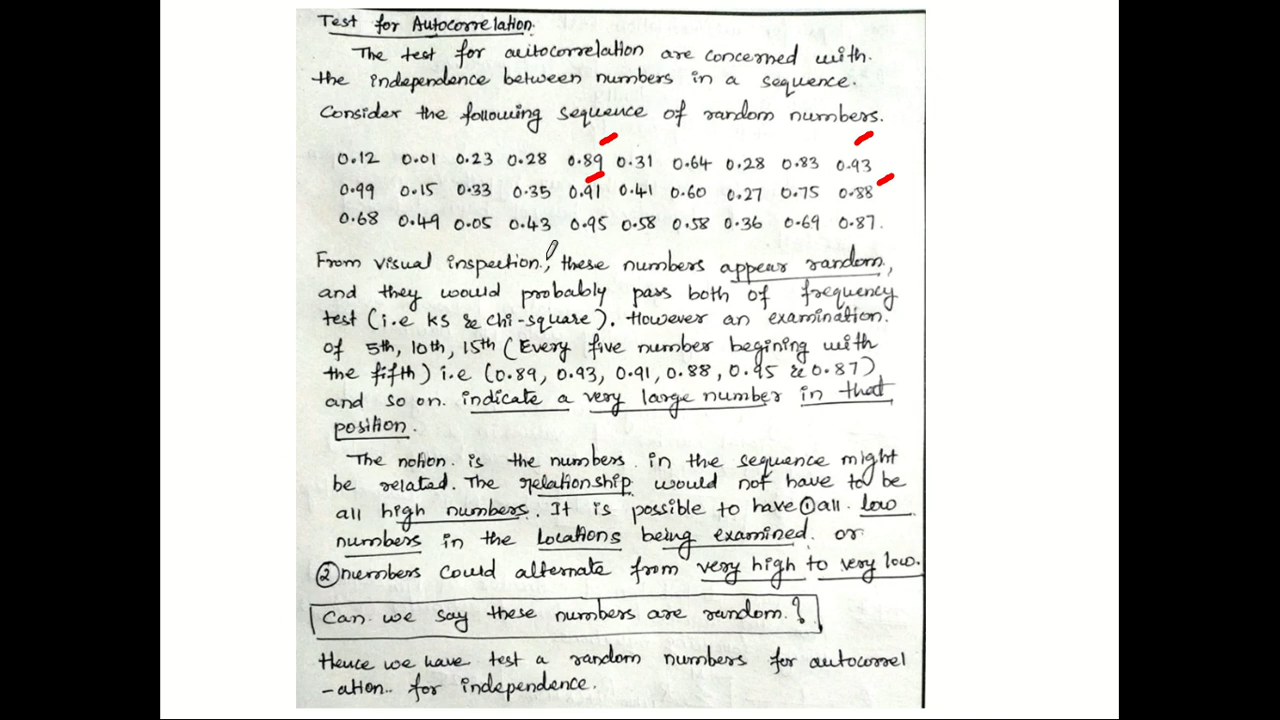 Test for Autocorrelation.
The test for autocorrelation are concerned with
the independence between numbers in a sequence.
Consider the following sequence of random numbers.
0.12 0.01 0.23 0.28 0.89 0.31 0.64 0.28 0.83 0.93
0.99 0.15 0.33 0.35 0.91 0.41 0.60 0.27 0.75 0.88
0.68 0.49 0.05 0.43 0.95 0.58 0.58 0.36 0.69 0.87.
From visual inspection, these numbers appear random,
and they would probably pass both of frequency
test (i.e KS & chi-square). However an examination.
of 5th, 10th, 15th (Every five number begining with
the fifth) i.e (0.89, 0.93, 0.91, 0.88, 0.95 & 0.87)
and so on. indicate a very large number in that
position.
The notion. is the numbers. in the sequence might
be related. The relationship would not have to be
all high numbers. It is possible to have ① all. low
numbers in the locations being examined. or
② numbers could alternate from very high to very low.
Can we say these numbers are random.?
Hence we have test a random numbers for autocorrel
-ation.. for independence.